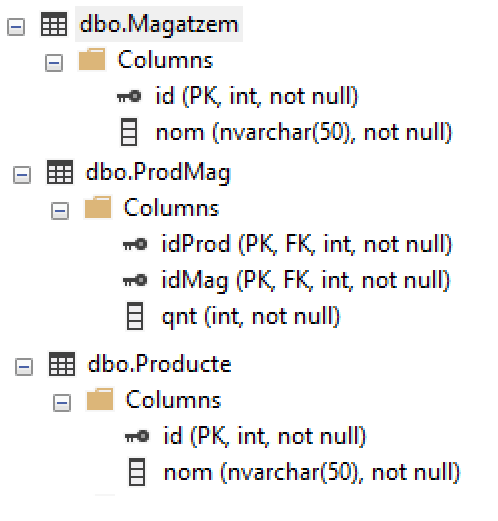 dbo.Magatzem
Columns
id (PK, int, not null)
nom (nvarchar(50), not null)
dbo.ProdMag
Columns
idProd (PK, FK, int, not null)
idMag (PK, FK, int, not null)
qnt (int, not null)
dbo.Producte
Columns
id (PK, int, not null)
nom (nvarchar(50), not null)